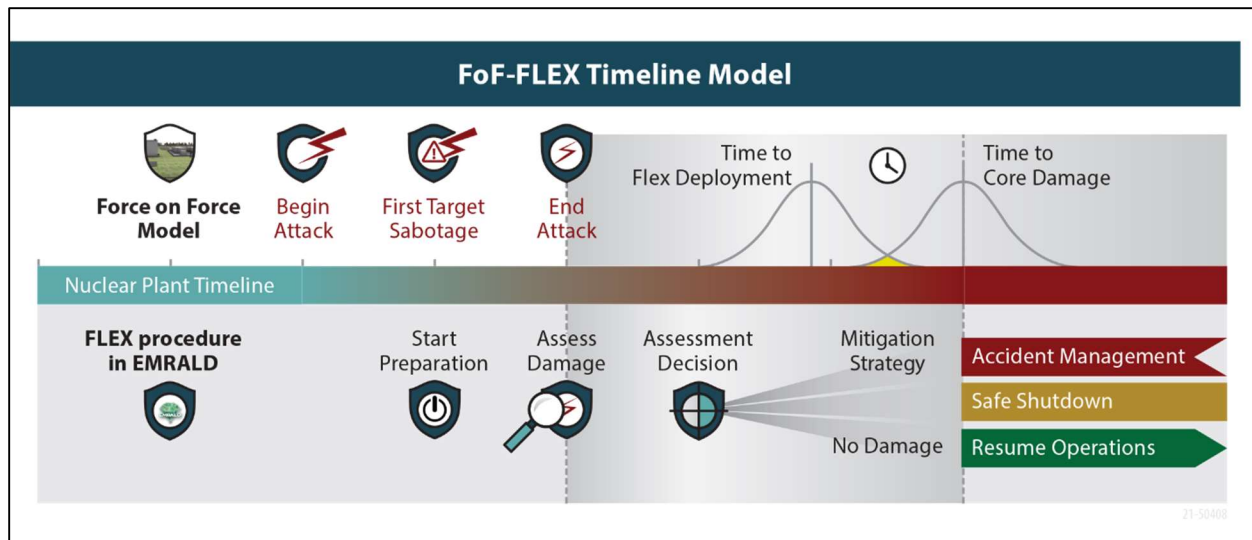 FoF-FLEX Timeline Model
Force on Force
Model
Begin
Attack
First Target
Sabotage
End
Attack
Time to
Flex Deployment
Time to
Core Damage
Nuclear Plant Timeline
FLEX procedure
in EMRALD
Start
Preparation
Assess
Damage
Assessment
Decision
Mitigation
Strategy
No Damage
Accident Management
Safe Shutdown
Resume Operations
21-50408